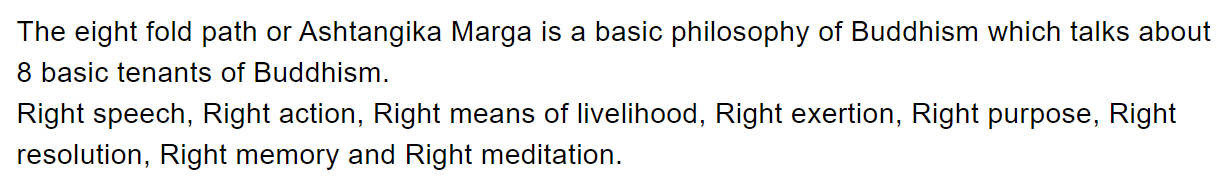 The eight fold path or Ashtangika Marga is a basic philosophy of Buddhism which talks about
8 basic tenants of Buddhism.
Right speech, Right action, Right means of livelihood, Right exertion, Right purpose, Right
resolution, Right memory and Right meditation.